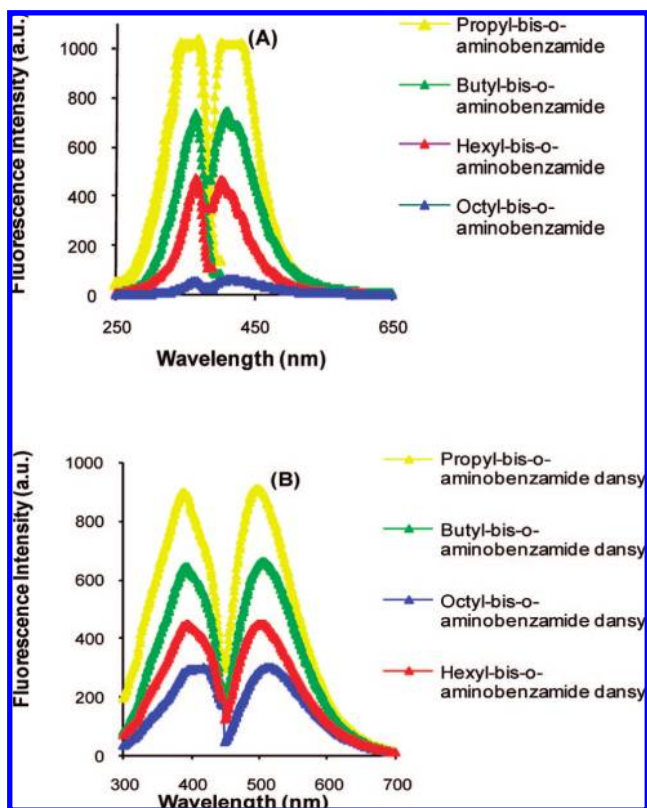 (A)
Fluorescence Intensity (a.u.)
1000
800
600
400
200
0
250
450
650
Wavelength (nm)
Propyl-bis-o-
aminobenzamide
Butyl-bis-o-
aminobenzamide
Hexyl-bis-o-
aminobenzamide
Octyl-bis-o-
aminobenzamide
(B)
Fluorescence Intensity (a.u.)
1000
800
600
400
200
0
300
400
500
600
700
Wavelength (nm)
Propyl-bis-o-
aminobenzamide dansy
Butyl-bis-o-
aminobenzamide dansy
Octyl-bis-o-
aminobenzamide dansy
Hexyl-bis-o-
aminobenzamide dansy